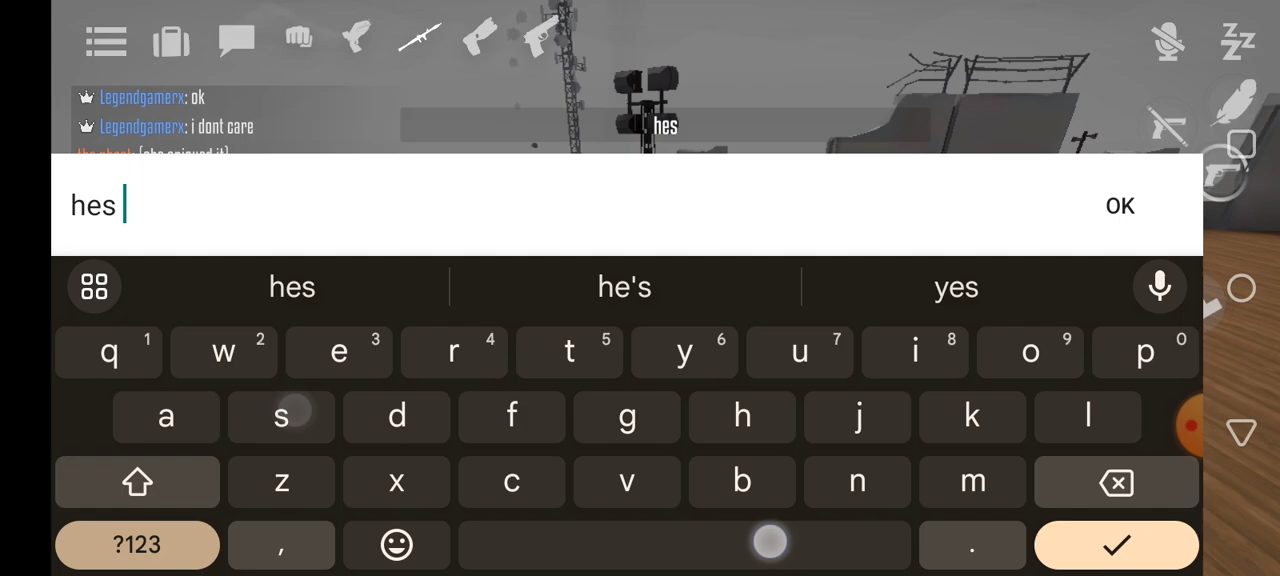 Legendgamerx: ok
Legendgamerx: i dont care
hes
hes
OK
hes he's yes
q 1 w 2 e 3 r 4 t 5 y 6 u 7 i 8 o 9 p 0
a s d f g h j k l
z x c v b n m
?123 , .